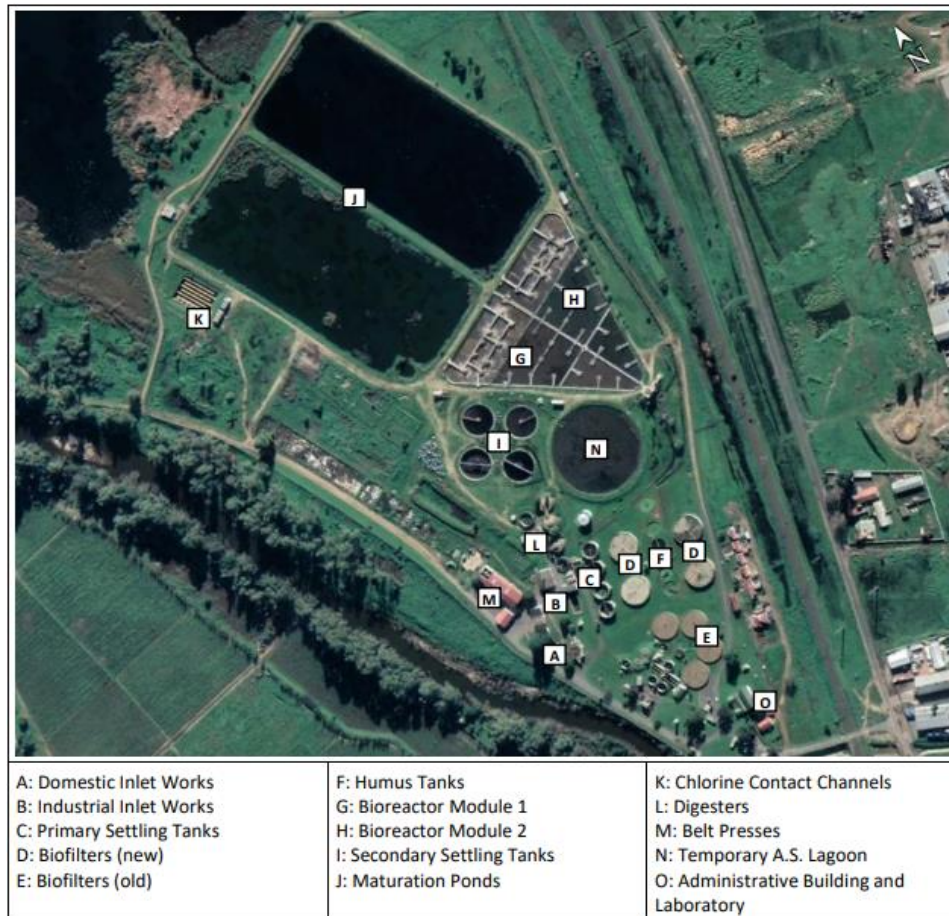 N
J
H
K
G
I
N
L
D
F
D
C
M
B
E
A
O
A: Domestic Inlet Works
B: Industrial Inlet Works
C: Primary Settling Tanks
D: Biofilters (new)
E: Biofilters (old)
F: Humus Tanks
G: Bioreactor Module 1
H: Bioreactor Module 2
I: Secondary Settling Tanks
J: Maturation Ponds
K: Chlorine Contact Channels
L: Digesters
M: Belt Presses
N: Temporary A.S. Lagoon
O: Administrative Building and
Laboratory